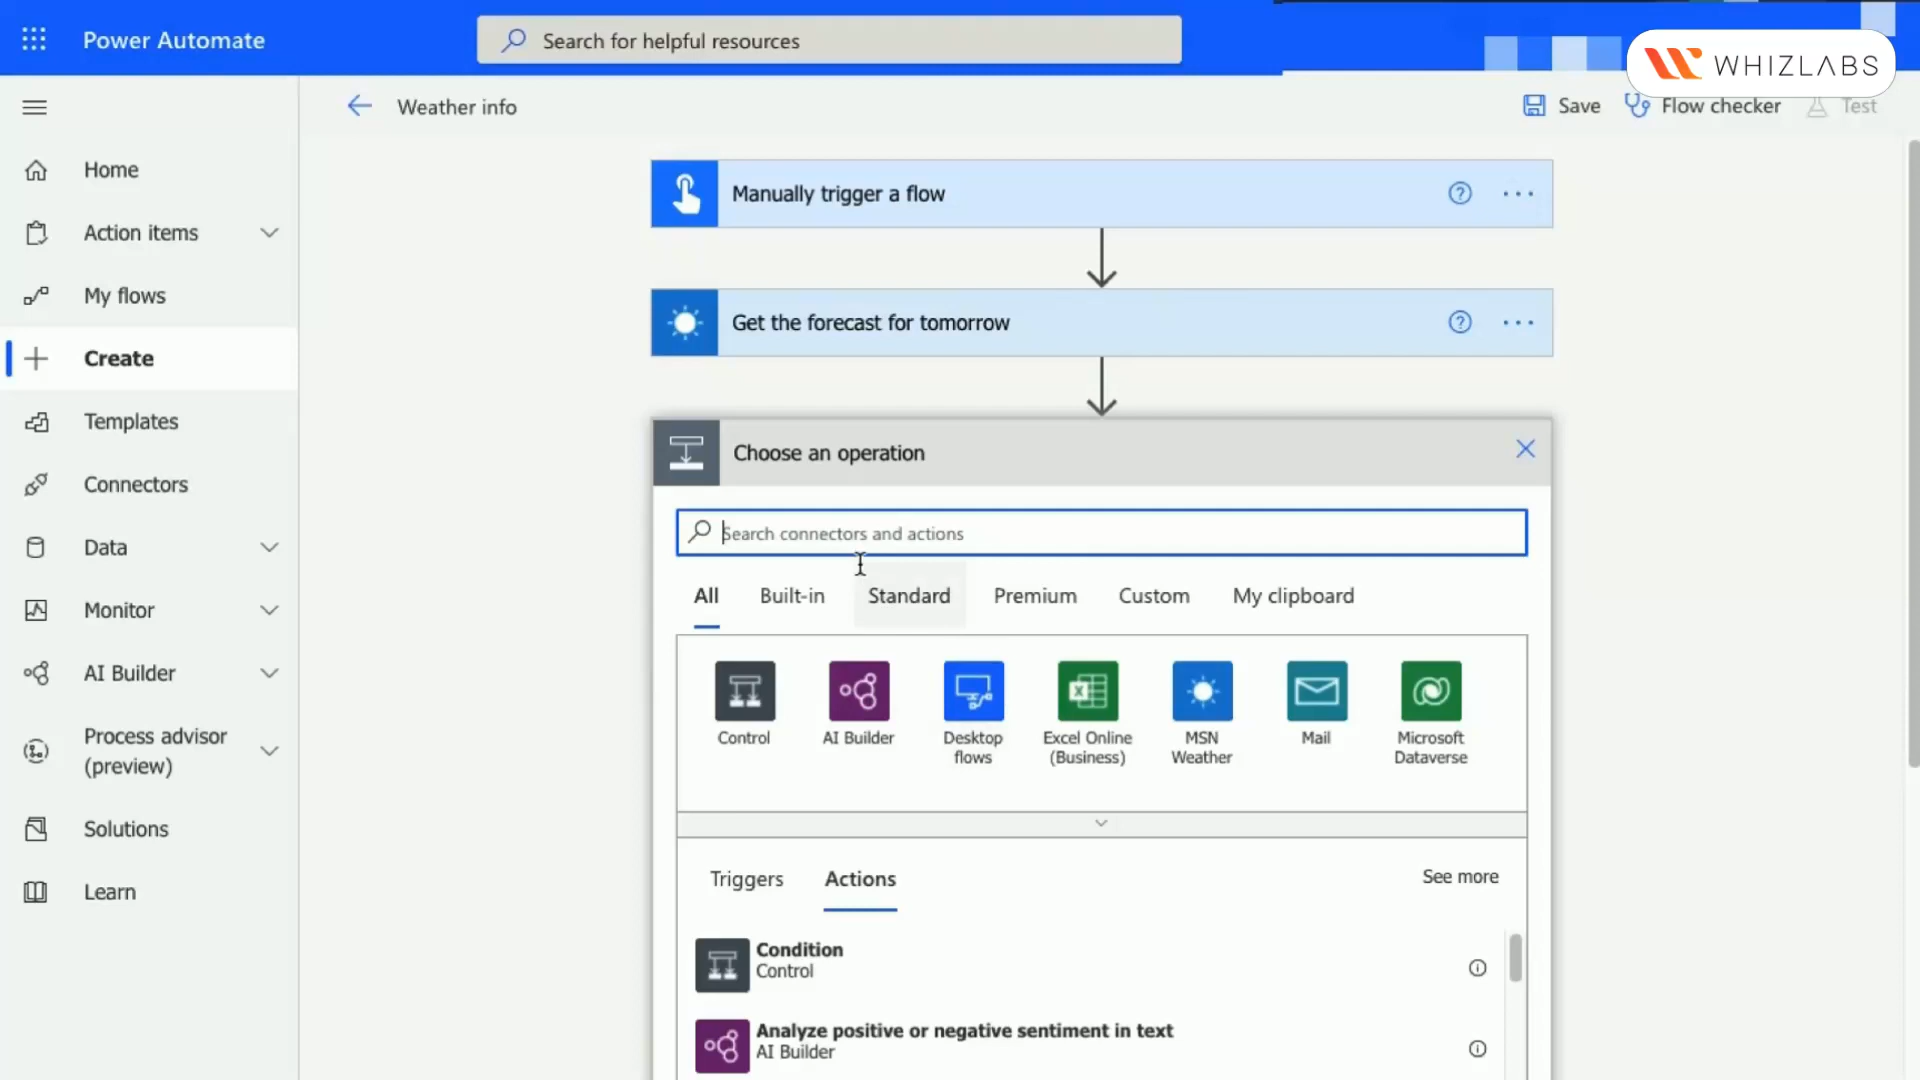 Power Automate
Search for helpful resources
WHIZLABS
Weather info
Save
Flow checker
Test
Home
Action items
My flows
Create
Templates
Connectors
Data
Monitor
AI Builder
Process advisor
(preview)
Solutions
Learn
Manually trigger a flow
Get the forecast for tomorrow
Choose an operation
Search connectors and actions
All
Built-in
Standard
Premium
Custom
My clipboard
Control
AI Builder
Desktop
flows
Excel Online
(Business)
MSN
Weather
Mail
Microsoft
Dataverse
Triggers
Actions
See more
Condition
Control
Analyze positive or negative sentiment in text
AI Builder